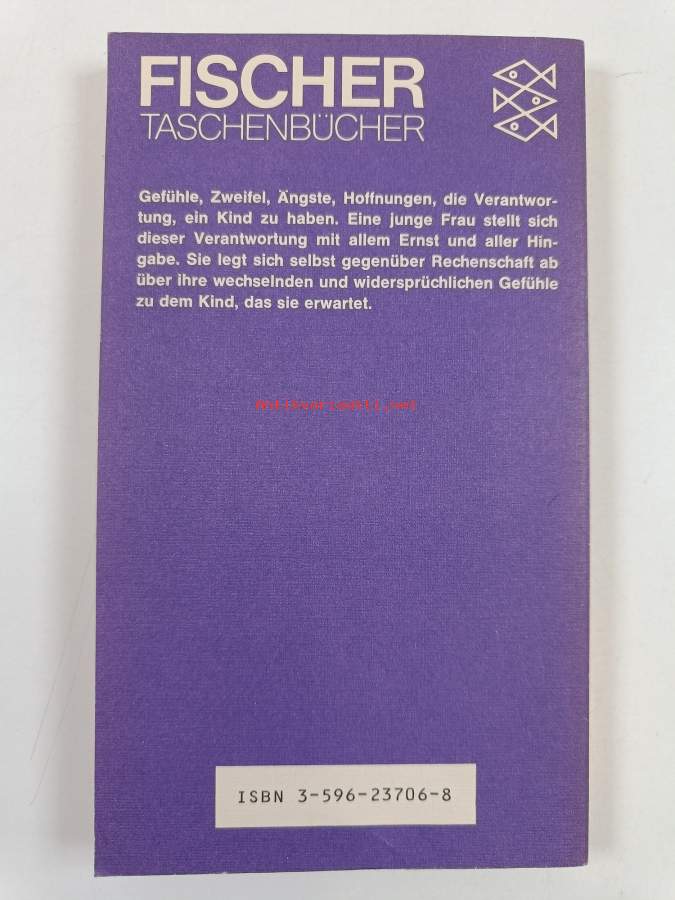 FISCHER
TASCHENBÜCHER
Gefühle, Zweifel, Ängste, Hoffnungen, die Verantwor-
tung, ein Kind zu haben. Eine junge Frau stellt sich
dieser Verantwortung mit allem Ernst und aller Hin-
gabe. Sie legt sich selbst gegenüber Rechenschaft ab
über ihre wechselnden und widersprüchlichen Gefühle
zu dem Kind, das sie erwartet.
Antikvariaatti.net
ISBN 3-596-23706-8